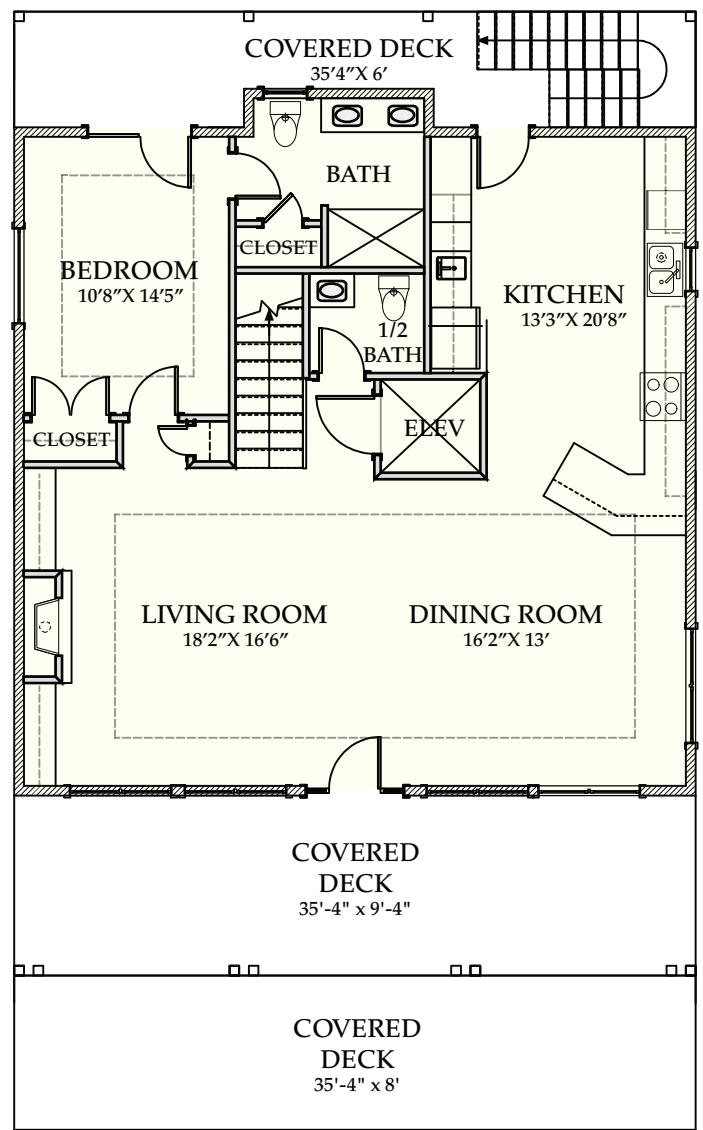 COVERED DECK
35'4"X 6'
BATH
CLOSET
BEDROOM
10'8"X 14'5"
KITCHEN
13'3"X 20'8"
1/2
BATH
ELEV
CLOSET
LIVING ROOM
18'2"X 16'6"
DINING ROOM
16'2"X 13'
COVERED
DECK
35'-4" x 9'-4"
COVERED
DECK
35'-4" x 8'